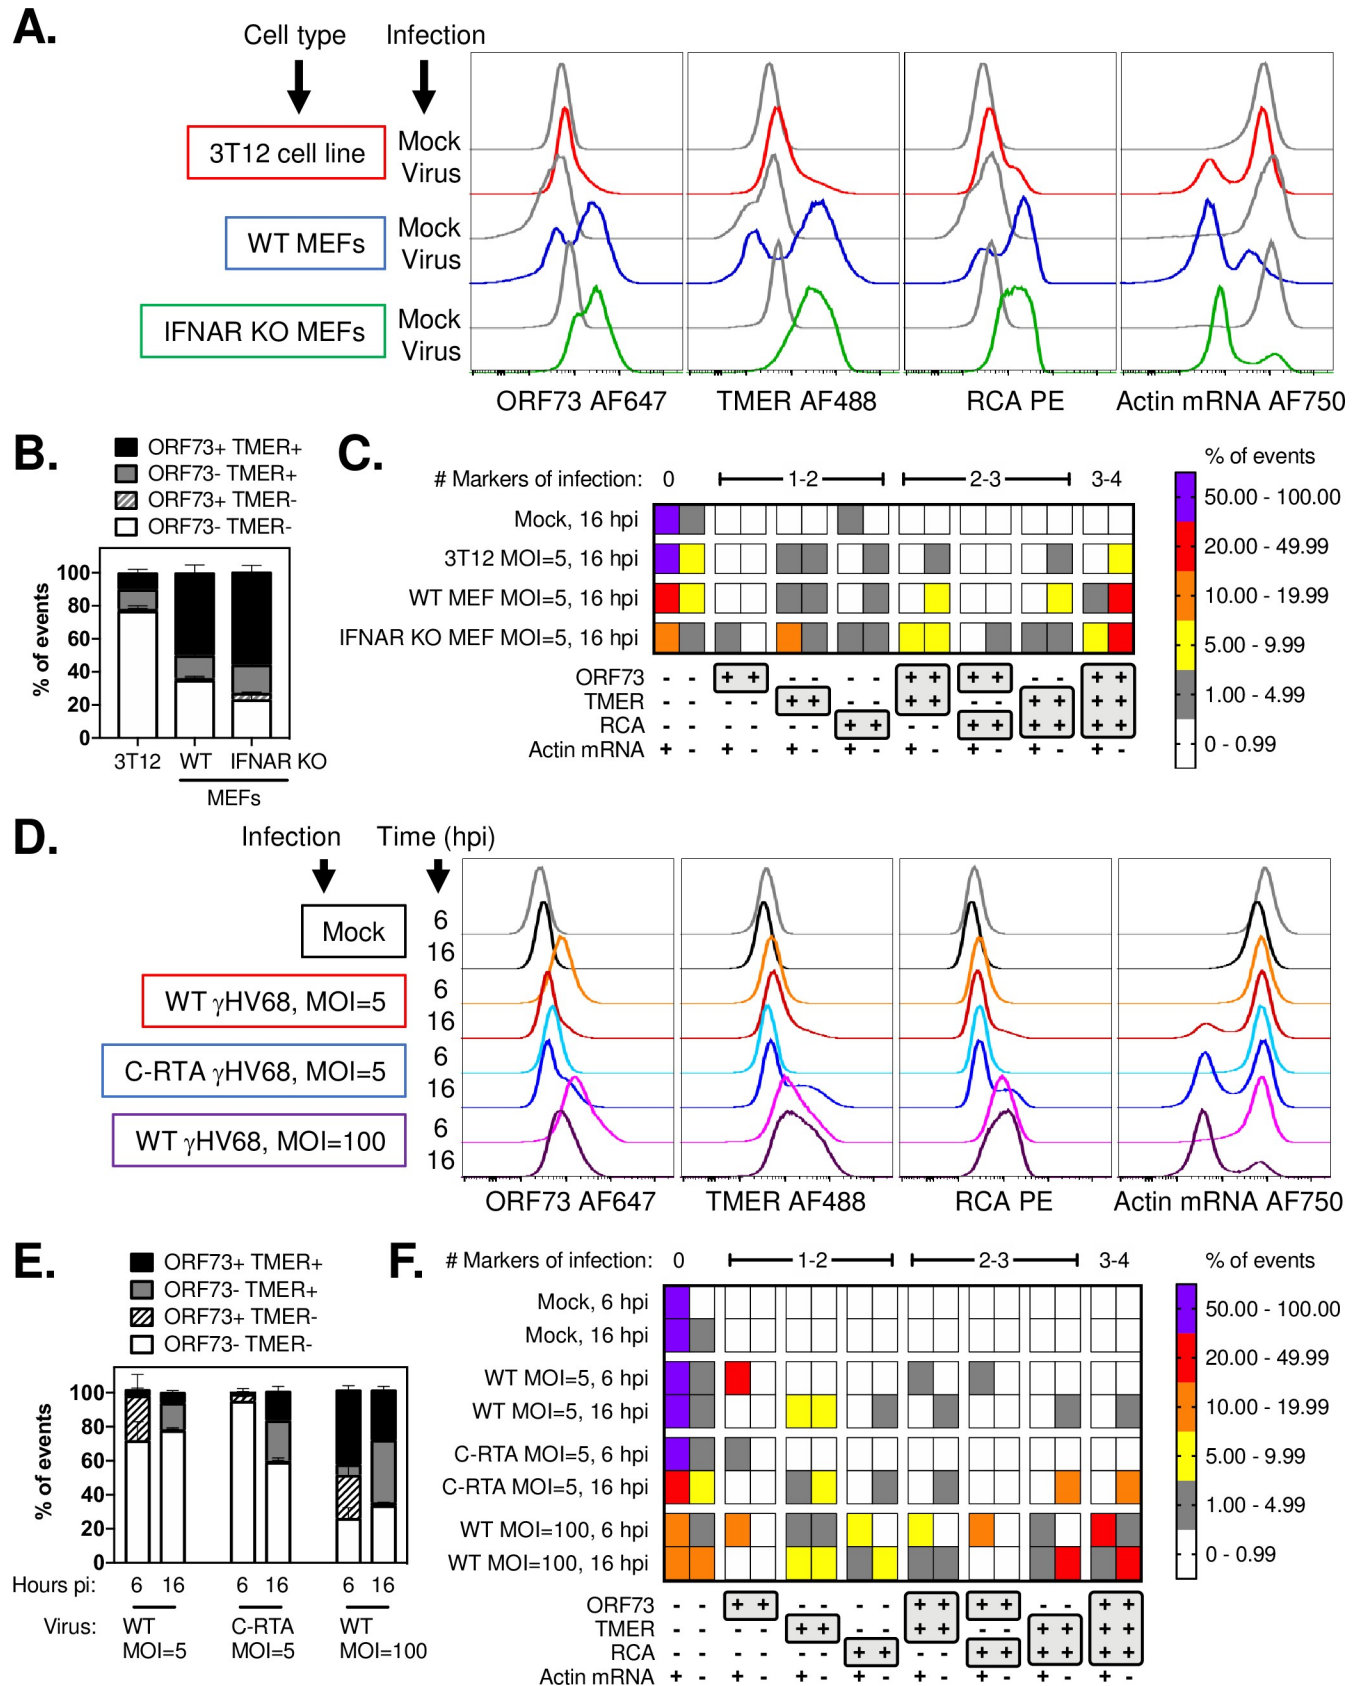 A.
Cell type
Infection
3T12 cell line
Mock
Virus
WT MEFs
Mock
Virus
IFNAR KO MEFs
Mock
Virus
ORF73 AF647
TMER AF488
RCA PE
Actin mRNA AF750
B.
ORF73+ TMER+
ORF73- TMER+
ORF73+ TMER-
ORF73- TMER-
% of events
100
80
60
40
20
0
3T12
WT
IFNAR KO
MEFs
C.
# Markers of infection:
0
1-2
2-3
3-4
Mock, 16 hpi
3T12 MOI=5, 16 hpi
WT MEF MOI=5, 16 hpi
IFNAR KO MEF MOI=5, 16 hpi
ORF73 - - + + - - - - + + + + - - + +
TMER - - - - + + - - + + - - + + + +
RCA - - - - - - + + - - + + + + + +
Actin mRNA + - + - + - + - + - + - + - + -
% of events
50.00 - 100.00
20.00 - 49.99
10.00 - 19.99
5.00 - 9.99
1.00 - 4.99
0 - 0.99
D.
Infection
Time (hpi)
Mock
6
16
WT γHV68, MOI=5
6
16
C-RTA γHV68, MOI=5
6
16
WT γHV68, MOI=100
6
16
ORF73 AF647
TMER AF488
RCA PE
Actin mRNA AF750
E.
ORF73+ TMER+
ORF73- TMER+
ORF73+ TMER-
ORF73- TMER-
% of events
100
80
60
40
20
0
Hours pi: 6 16 6 16 6 16
Virus: WT MOI=5
C-RTA MOI=5
WT MOI=100
F.
# Markers of infection:
0
1-2
2-3
3-4
Mock, 6 hpi
Mock, 16 hpi
WT MOI=5, 6 hpi
WT MOI=5, 16 hpi
C-RTA MOI=5, 6 hpi
C-RTA MOI=5, 16 hpi
WT MOI=100, 6 hpi
WT MOI=100, 16 hpi
ORF73 - - + + - - - - + + + + - - + +
TMER - - - - + + - - + + - - + + + +
RCA - - - - - - + + - - + + + + + +
Actin mRNA + - + - + - + - + - + - + - + -
% of events
50.00 - 100.00
20.00 - 49.99
10.00 - 19.99
5.00 - 9.99
1.00 - 4.99
0 - 0.99